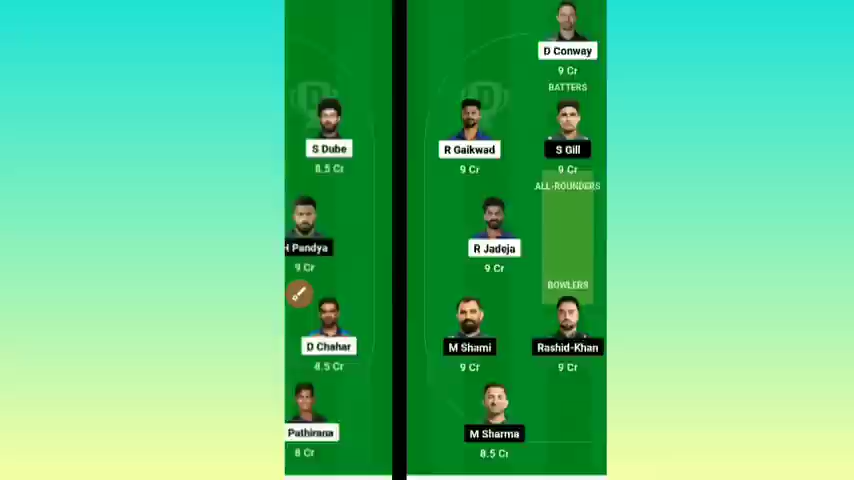 D Conway
9 Cr
BATTERS
S Dube
8.5 Cr
R Gaikwad
9 Cr
S Gill
9 Cr
ALL-ROUNDERS
H Pandya
9 Cr
R Jadeja
9 Cr
BOWLERS
D Chahar
8.5 Cr
M Shami
9 Cr
Rashid-Khan
9 Cr
Pathirana
8 Cr
M Sharma
8.5 Cr